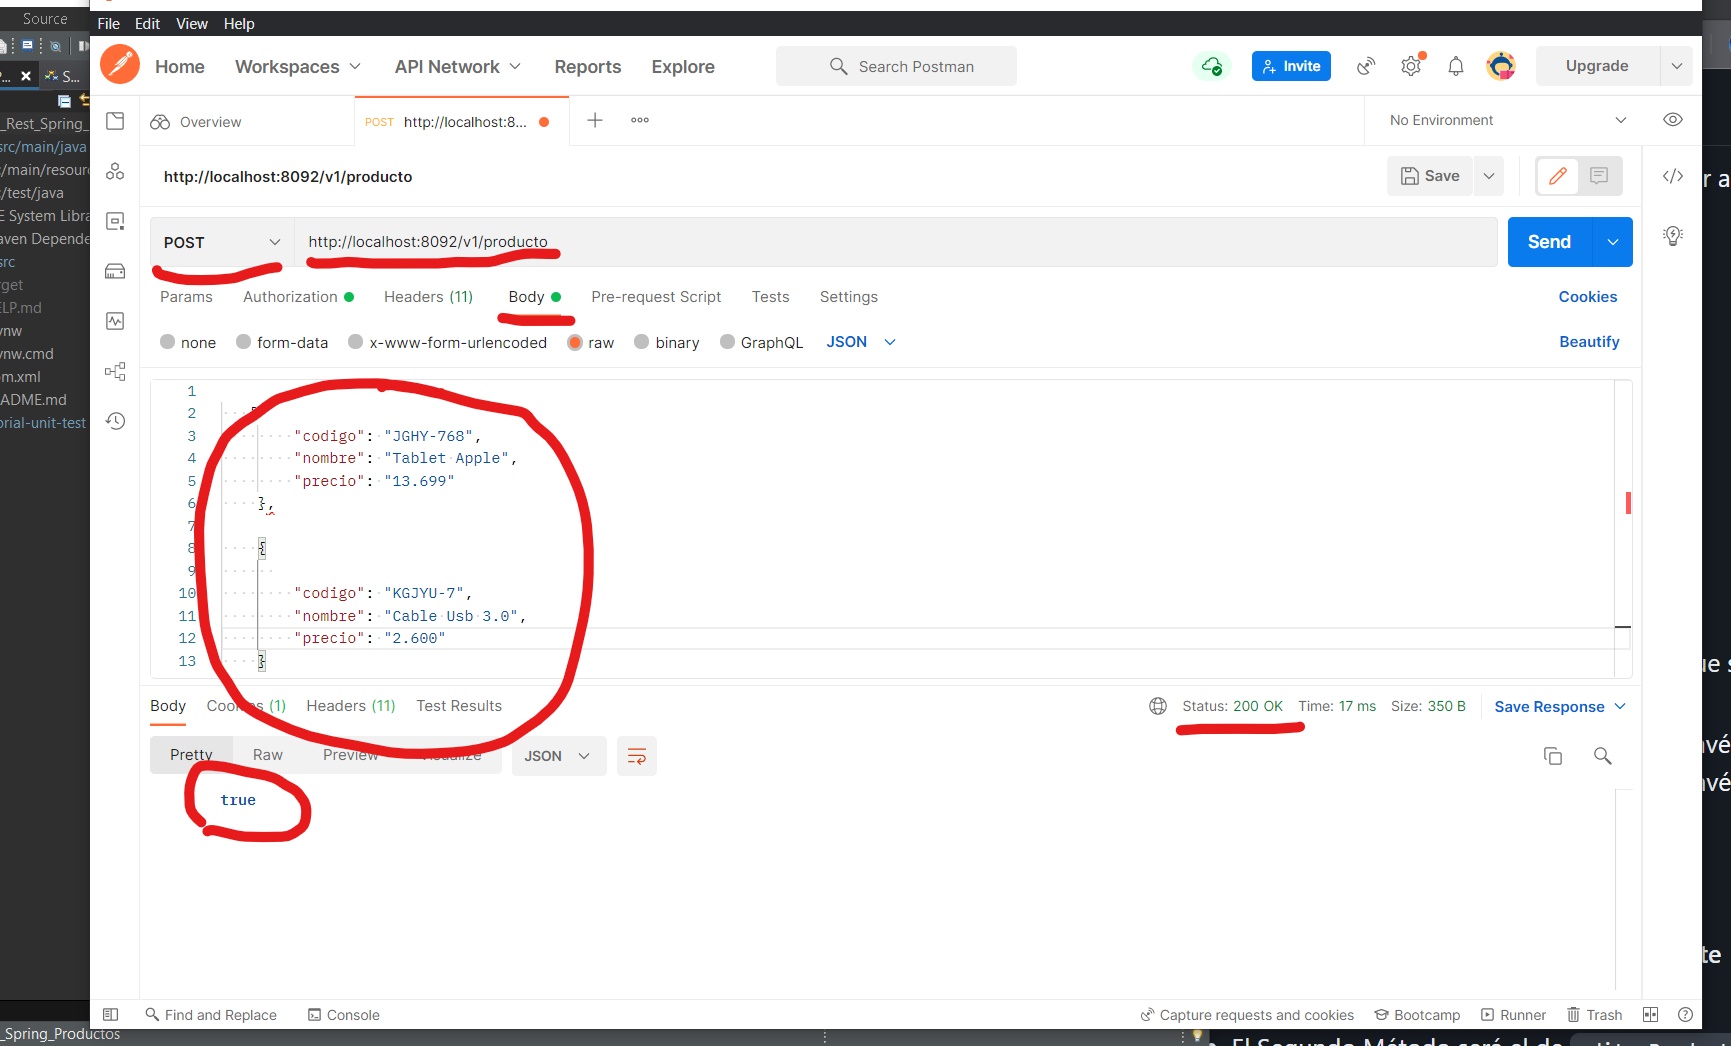 Source
File Edit View Help
Home Workspaces API Network Reports Explore Search Postman Invite Upgrade
S...
Overview POST http://localhost:8... No Environment
_Rest_Spring_
src/main/java
:/main/resour
:/test/java
E System Libra
aven Depende
src
rget
ELP.md
vnw
vnw.cmd
om.xml
ADME.md
orial-unit-test
http://localhost:8092/v1/producto Save
POST http://localhost:8092/v1/producto Send
Params Authorization Headers (11) Body Pre-request Script Tests Settings Cookies
none form-data x-www-form-urlencoded raw binary GraphQL JSON Beautify
1
2
3 "codigo": "JGHY-768",
4 "nombre": "Tablet Apple",
5 "precio": "13.699"
6 },
7
8 {
9
10 "codigo": "KGJYU-7",
11 "nombre": "Cable Usb 3.0",
12 "precio": "2.600"
13 }
Body Cookies (1) Headers (11) Test Results Status: 200 OK Time: 17 ms Size: 350 B Save Response
Pretty Raw Preview Visualize JSON
true
Find and Replace Console Capture requests and cookies Bootcamp Runner Trash
_Spring_Productos
El Segundo Método será el de